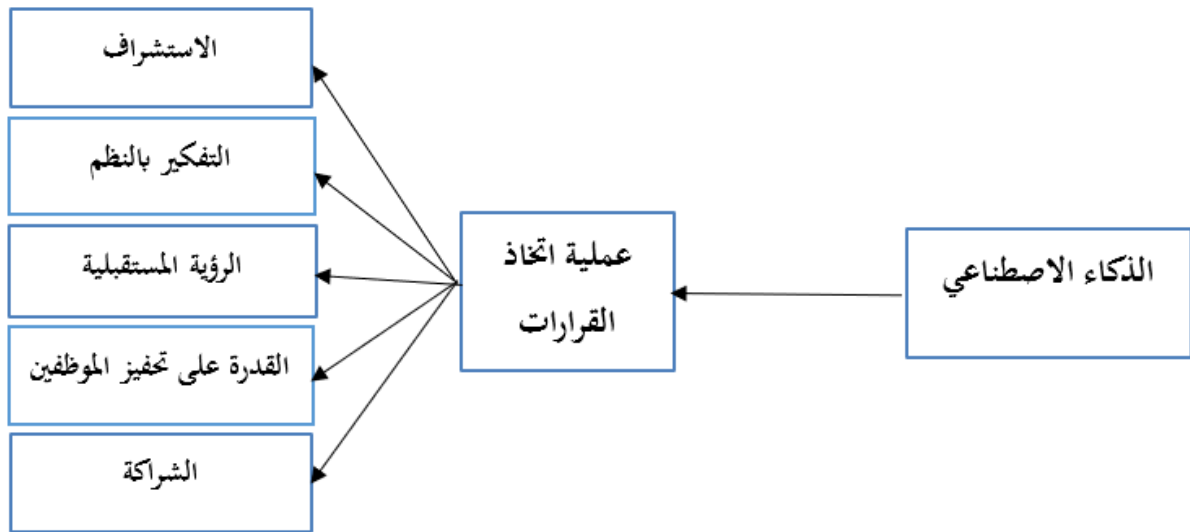 الذكاء الاصطناعي
عملية اتخاذ
القرارات
الاستشراف
التفكير بالنظم
الرؤية المستقبلية
القدرة على تحفيز الموظفين
الشراكة